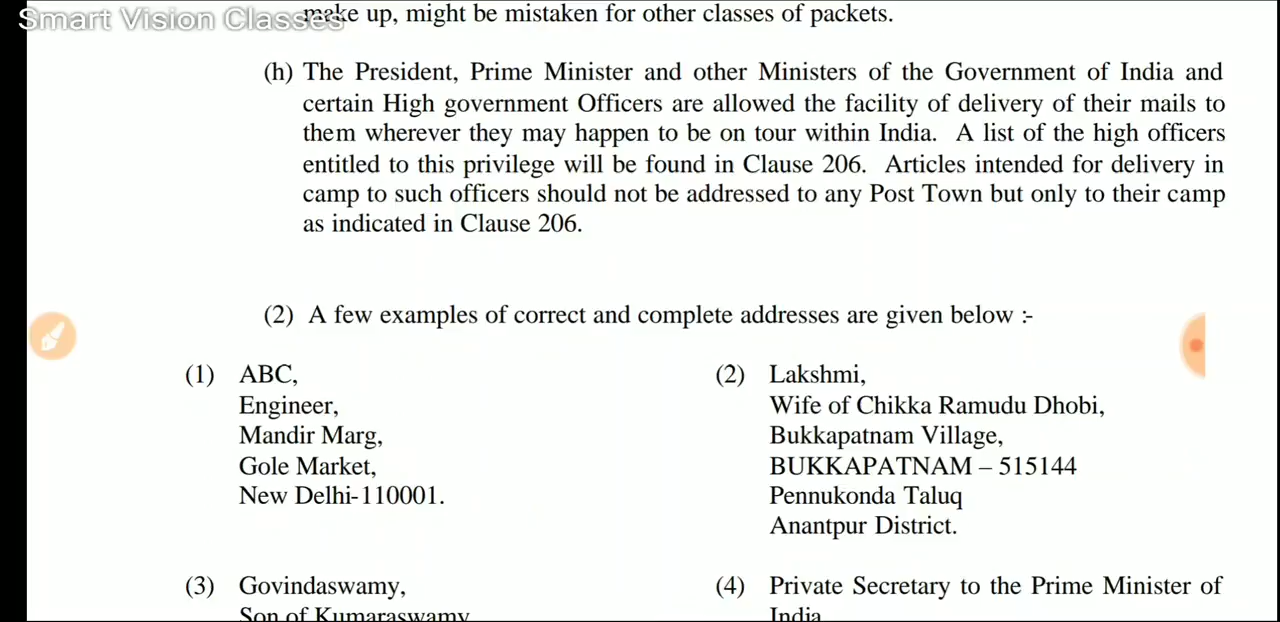 Smart Vision Classes
make up, might be mistaken for other classes of packets.
(h) The President, Prime Minister and other Ministers of the Government of India and
certain High government Officers are allowed the facility of delivery of their mails to
them wherever they may happen to be on tour within India. A list of the high officers
entitled to this privilege will be found in Clause 206. Articles intended for delivery in
camp to such officers should not be addressed to any Post Town but only to their camp
as indicated in Clause 206.
(2) A few examples of correct and complete addresses are given below :-
(1) ABC,
Engineer,
Mandir Marg,
Gole Market,
New Delhi-110001.
(2) Lakshmi,
Wife of Chikka Ramudu Dhobi,
Bukkapatnam Village,
BUKKAPATNAM – 515144
Pennukonda Taluq
Anantpur District.
(3) Govindaswamy,
Son of Kumaraswamy
(4) Private Secretary to the Prime Minister of
India